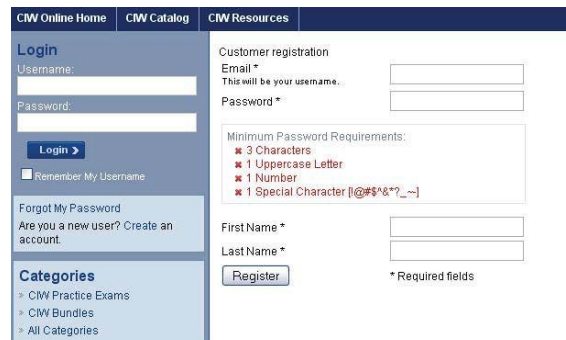 CIW Online Home CIW Catalog CIW Resources
Login
Username:
Password:
Login
Remember My Username
Forgot My Password
Are you a new user? Create an
account.
Categories
» CIW Practice Exams
» CIW Bundles
» All Categories
Customer registration
Email *
This will be your username.
Password *
Minimum Password Requirements:
✖ 3 Characters
✖ 1 Uppercase Letter
✖ 1 Number
✖ 1 Special Character [!@#$^&*?_~-]
First Name *
Last Name *
Register * Required fields